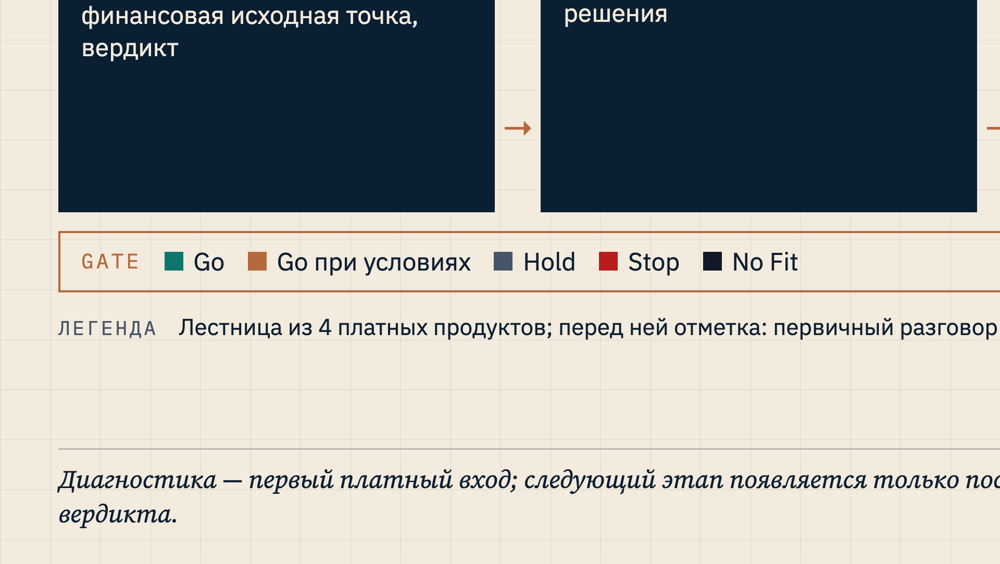 финансовая исходная точка,
вердикт
решения
GATE Go Go при условиях Hold Stop No Fit
ЛЕГЕНДА Лестница из 4 платных продуктов; перед ней отметка: первичный разговор
Диагностика — первый платный вход; следующий этап появляется только
вердикта.